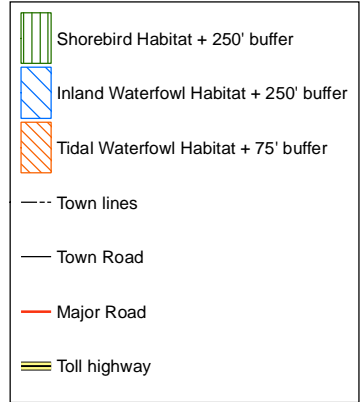 Shorebird Habitat + 250' buffer
Inland Waterfowl Habitat + 250' buffer
Tidal Waterfowl Habitat + 75' buffer
Town lines
Town Road
Major Road
Toll highway